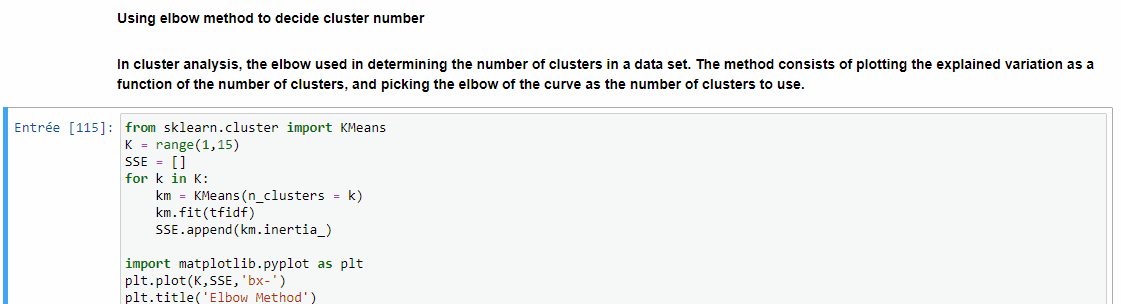 Using elbow method to decide cluster number
In cluster analysis, the elbow used in determining the number of clusters in a data set. The method consists of plotting the explained variation as a
function of the number of clusters, and picking the elbow of the curve as the number of clusters to use.
Entrée [115]: from sklearn.cluster import KMeans
K = range(1,15)
SSE = []
for k in K:
    km = KMeans(n_clusters = k)
    km.fit(tfidf)
    SSE.append(km.inertia_)

import matplotlib.pyplot as plt
plt.plot(K,SSE,'bx-')
plt.title('Elbow Method')